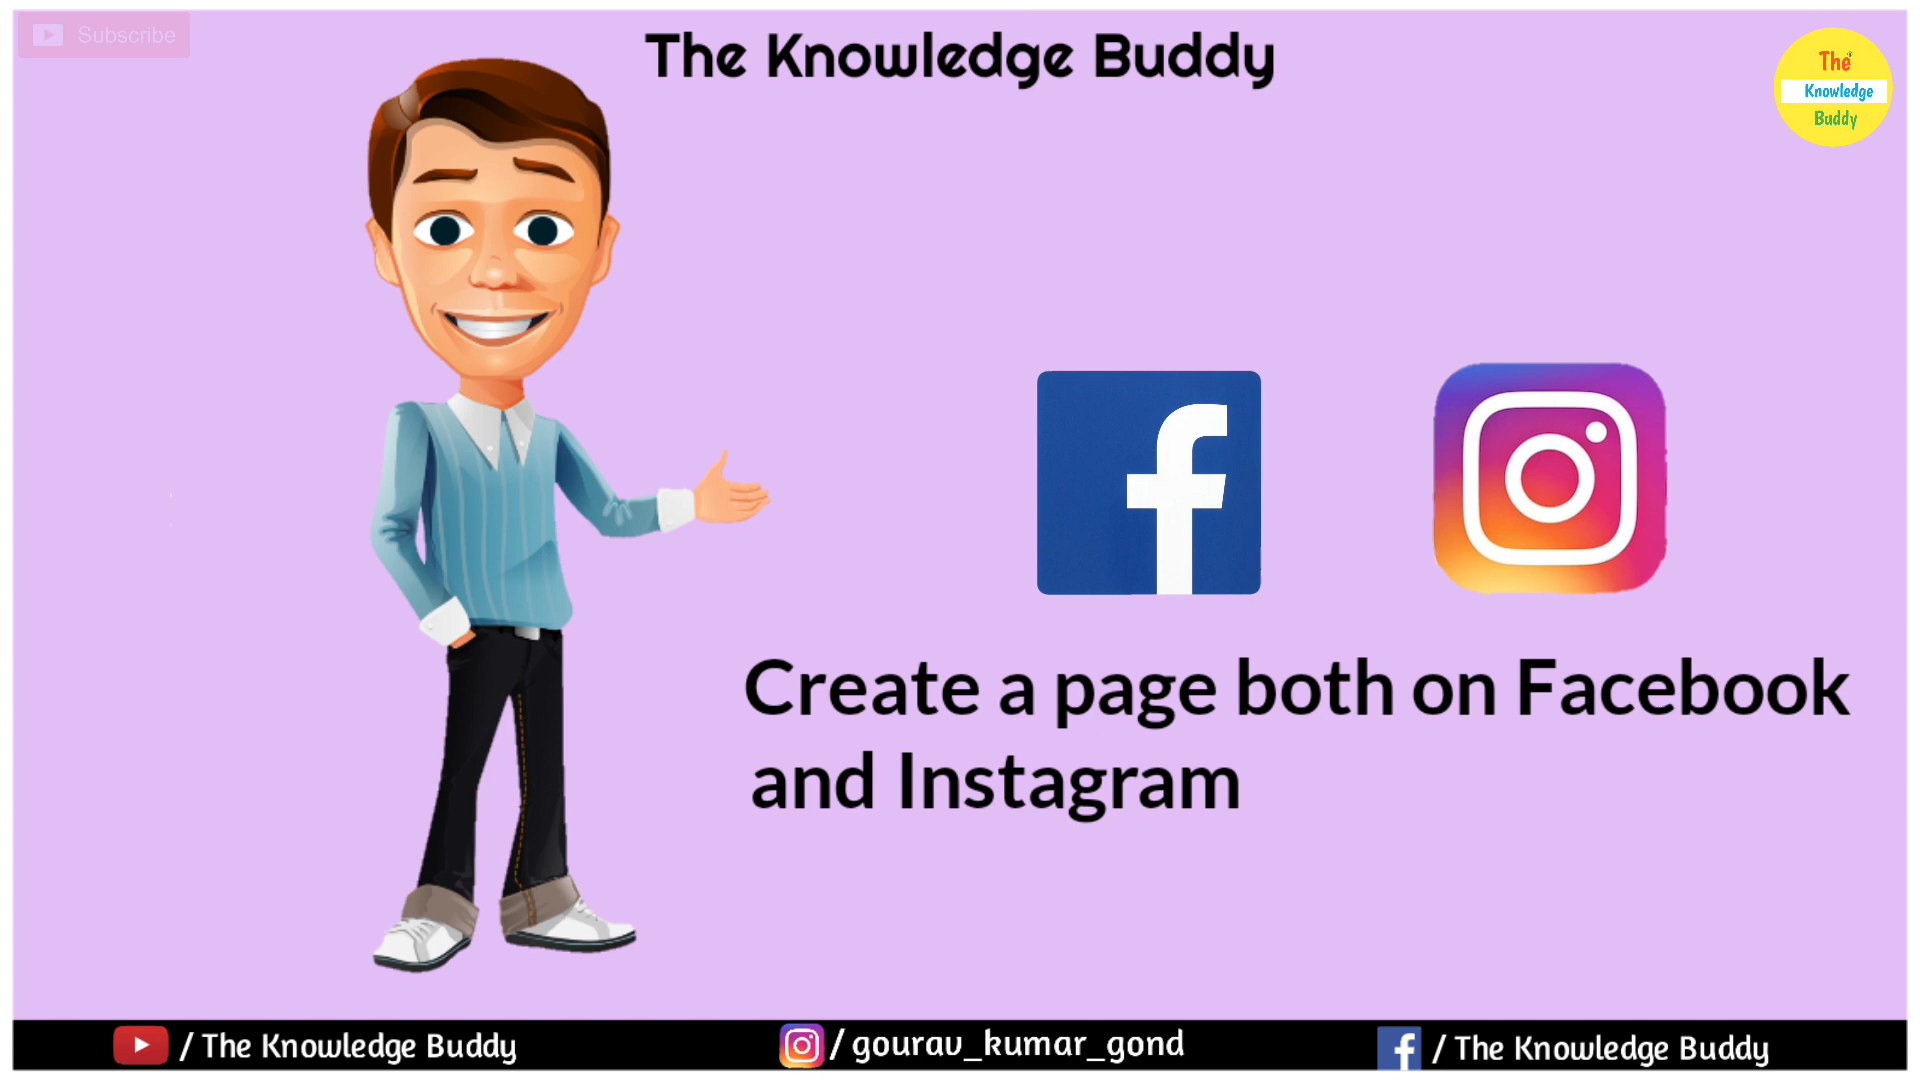 Subscribe
The Knowledge Buddy
The
Knowledge
Buddy
Create a page both on Facebook
and Instagram
/ The Knowledge Buddy
/ gourav_kumar_gond
/ The Knowledge Buddy